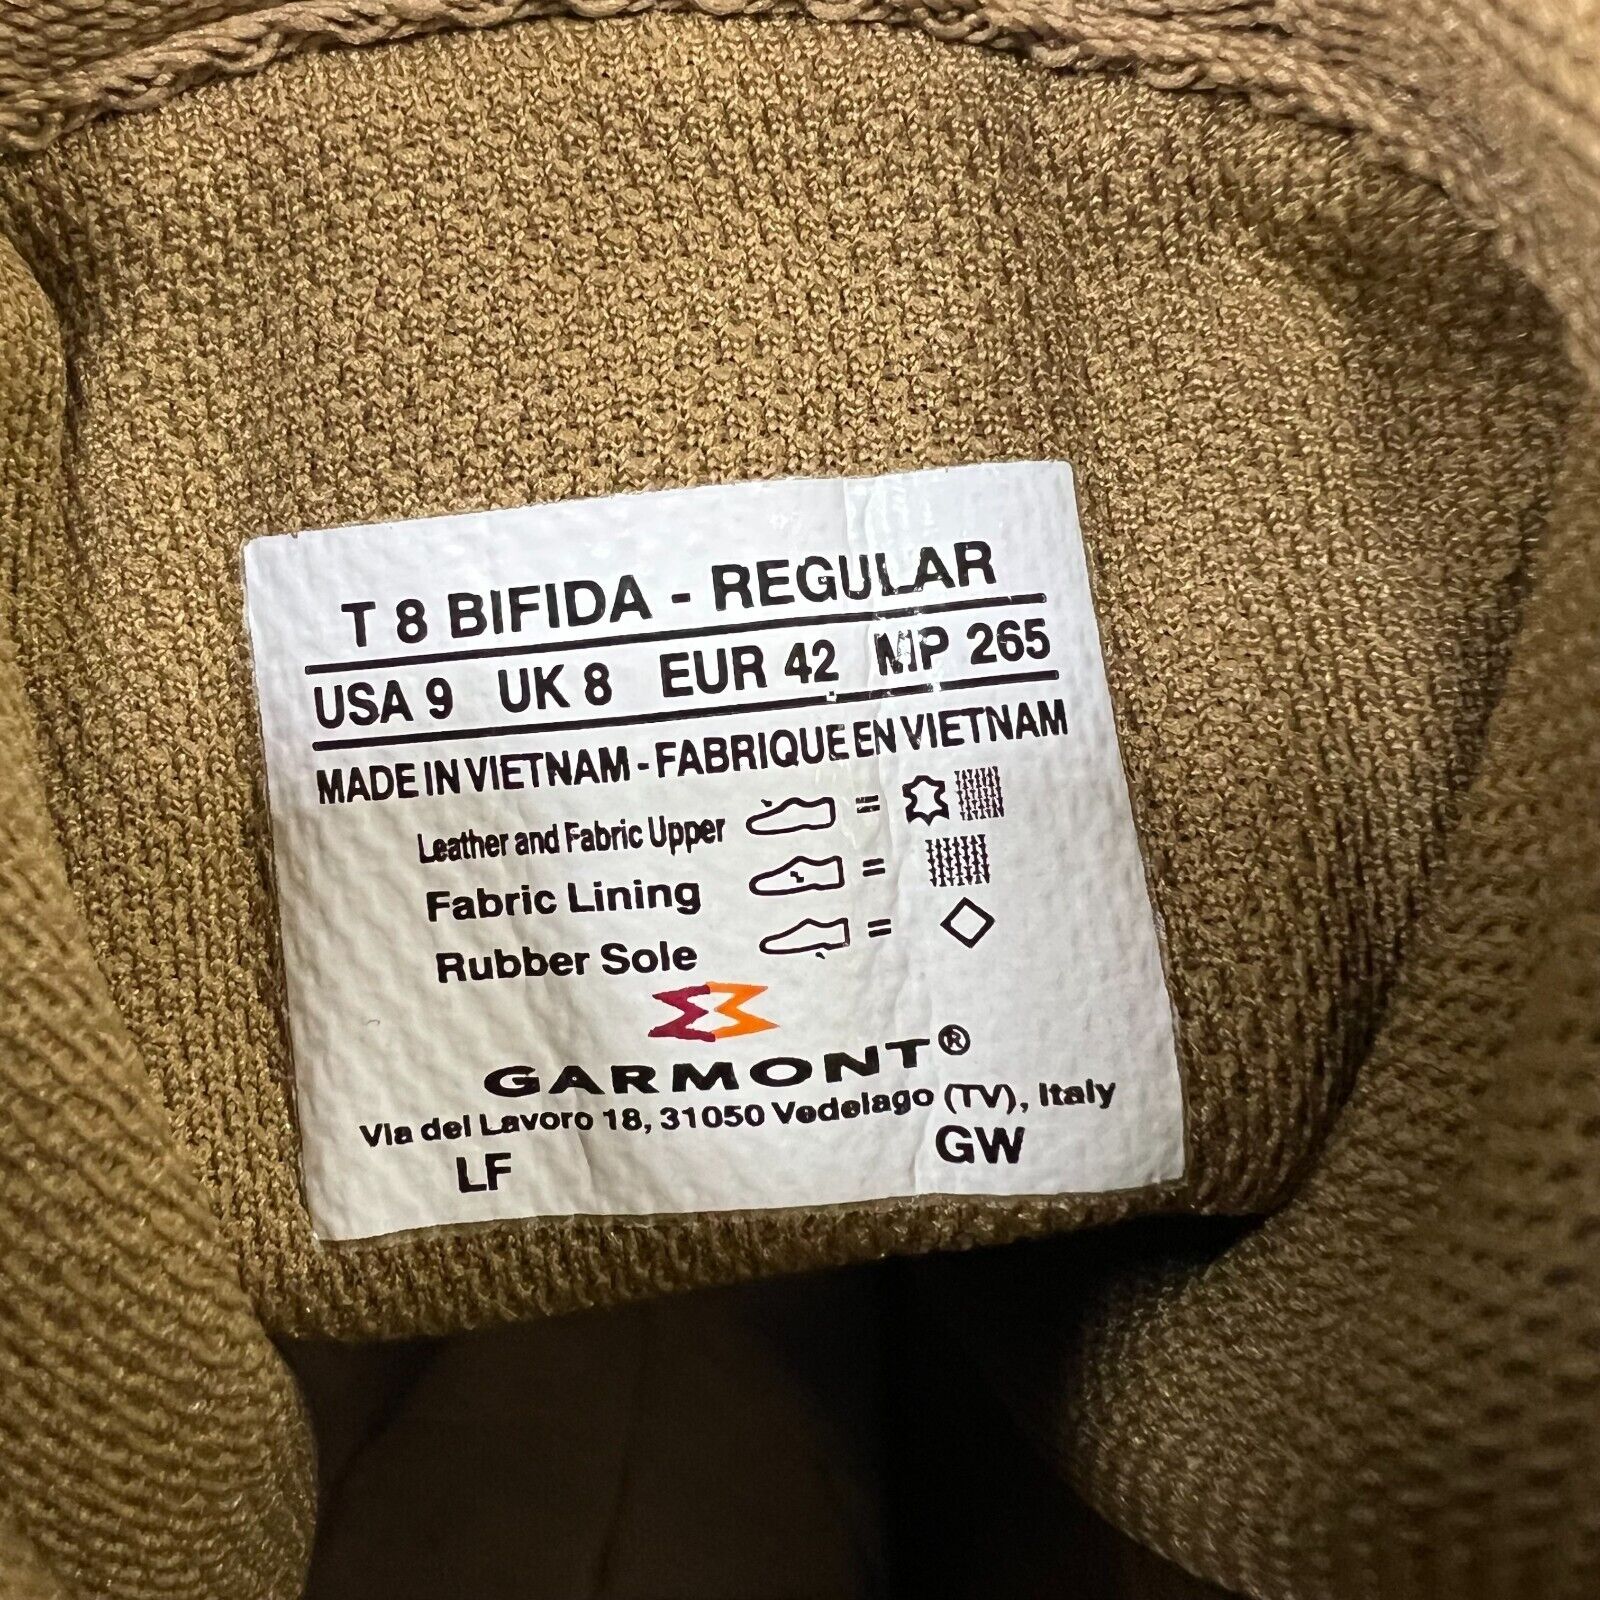 T 8 BIFIDA - REGULAR
USA 9 UK 8 EUR 42 MP 265
MADE IN VIETNAM - FABRIQUE EN VIETNAM
Leather and Fabric Upper =
Fabric Lining =
Rubber Sole =
GARMONT®
Via del Lavoro 18, 31050 Vedelago (TV), Italy
LF GW